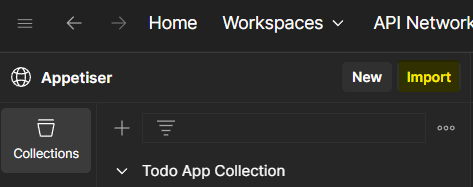 Home Workspaces API Network
Appetiser New Import
Collections
Todo App Collection